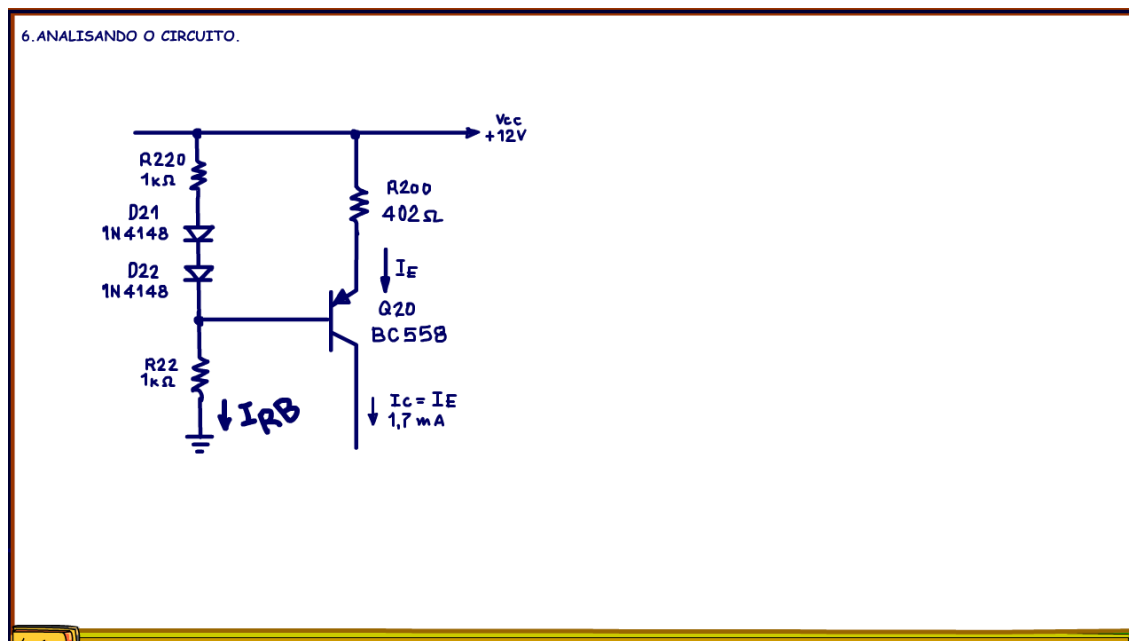 6.ANALISANDO O CIRCUITO.
Vcc
+12V
R220
1kΩ
R200
402Ω
D21
1N4148
IE
D22
1N4148
Q20
BC558
R22
1kΩ
IRB
Ic = IE
1,7 mA